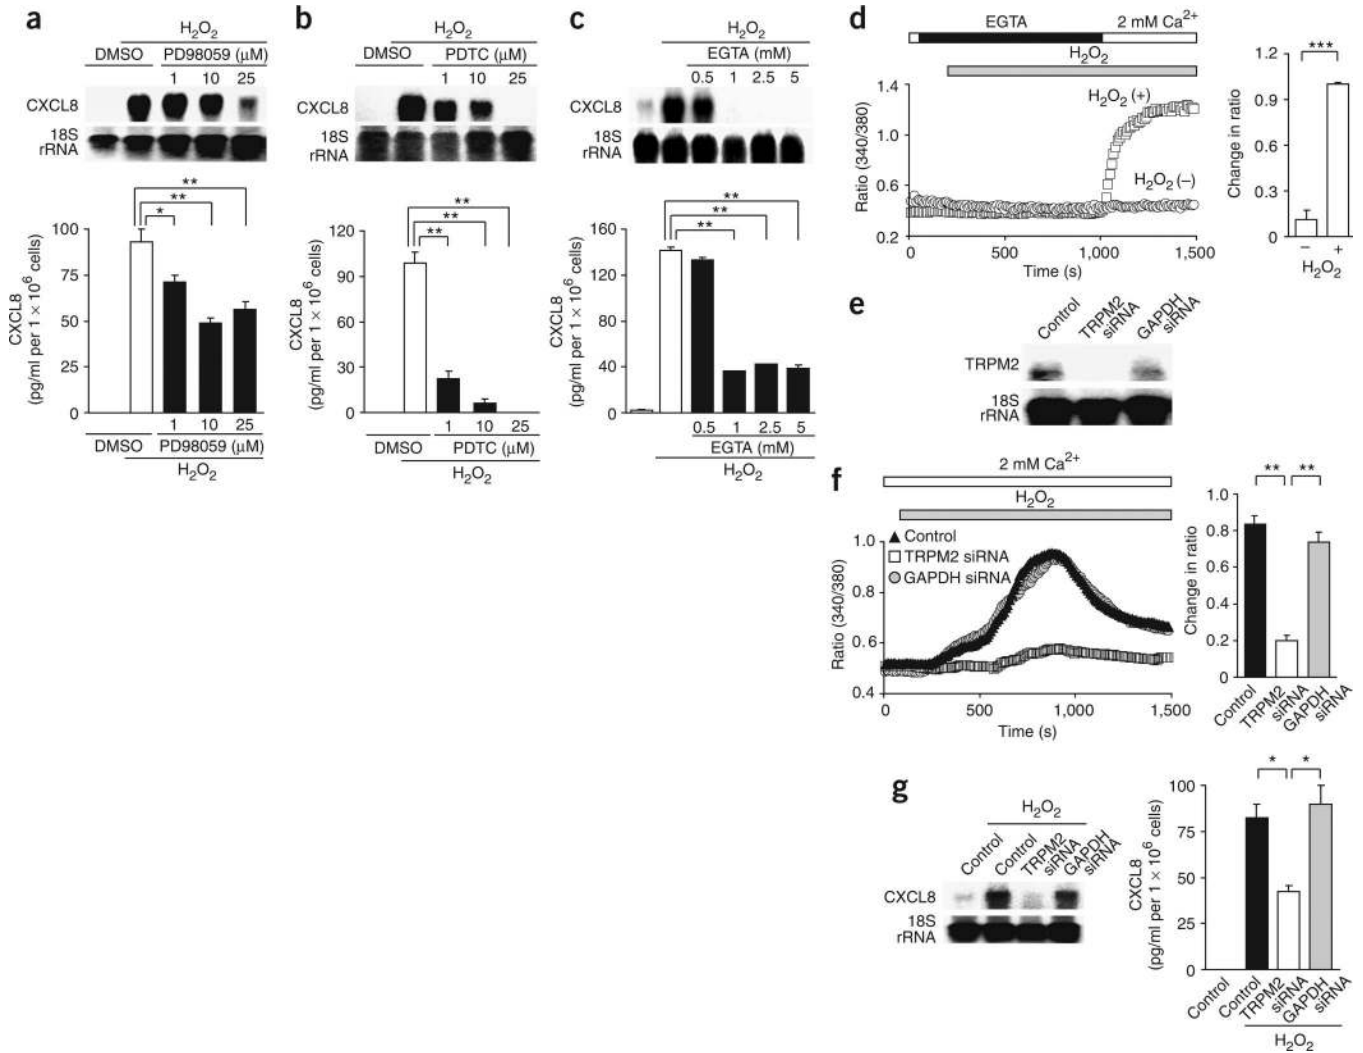 a
H2O2
DMSO PD98059 (μM)
1 10 25
CXCL8
18S
rRNA
** 
**
*
100
75
50
25
0
CXCL8
(pg/ml per 1 × 10^6 cells)
1 10 25
DMSO PD98059 (μM)
H2O2
b
H2O2
DMSO PDTC (μM)
1 10 25
CXCL8
18S
rRNA
**
**
**
120
90
60
30
0
CXCL8
(pg/ml per 1 × 10^6 cells)
1 10 25
DMSO PDTC (μM)
H2O2
c
H2O2
EGTA (mM)
0.5 1 2.5 5
CXCL8
18S
rRNA
**
**
**
160
120
80
40
0
CXCL8
(pg/ml per 1 × 10^6 cells)
0.5 1 2.5 5
EGTA (mM)
H2O2
d
EGTA 2 mM Ca2+
H2O2
H2O2 (+)
H2O2 (−)
1.4
1.0
0.6
0.2
Ratio (340/380)
0 500 1,000 1,500
Time (s)
***
1.2
0.9
0.6
0.3
0
Change in ratio
− +
H2O2
e
Control
TRPM2
siRNA
GAPDH
siRNA
TRPM2
18S
rRNA
f
2 mM Ca2+
H2O2
Control
TRPM2 siRNA
GAPDH siRNA
1.0
0.8
0.6
0.4
Ratio (340/380)
0 500 1,000 1,500
Time (s)
** **
1.0
0.8
0.6
0.4
0.2
0
Change in ratio
Control
TRPM2
siRNA
GAPDH
siRNA
g
H2O2
Control
Control
TRPM2
siRNA
GAPDH
siRNA
CXCL8
18S
rRNA
* *
100
75
50
25
0
CXCL8
(pg/ml per 1 × 10^6 cells)
Control
Control
TRPM2
siRNA
GAPDH
siRNA
H2O2